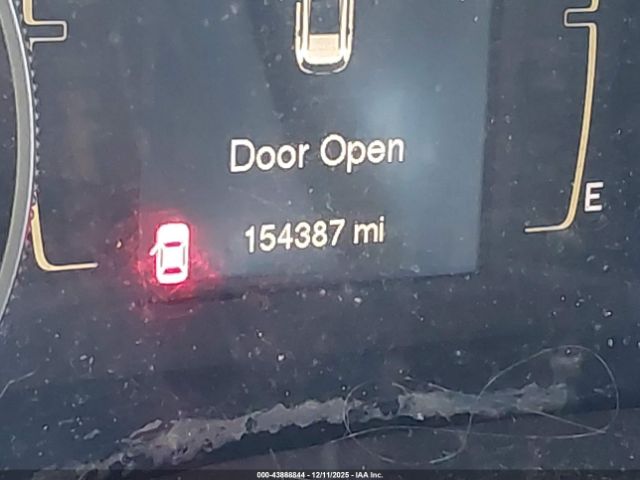 Door Open
E
154387 mi
000-43888844 - 12/11/2025 - IAA Inc.